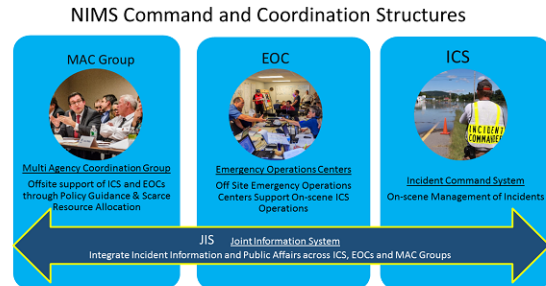 NIMS Command and Coordination Structures
MAC Group
Multi Agency Coordination Group
Offsite support of ICS and EOCs
through Policy Guidance & Scarce
Resource Allocation
EOC
Emergency Operations Centers
Off Site Emergency Operations
Centers Support On-scene ICS
Operations
ICS
INCIDENT
COMMANDER
Incident Command System
On-scene Management of Incidents
JIS Joint Information System
Integrate Incident Information and Public Affairs across ICS, EOCs and MAC Groups